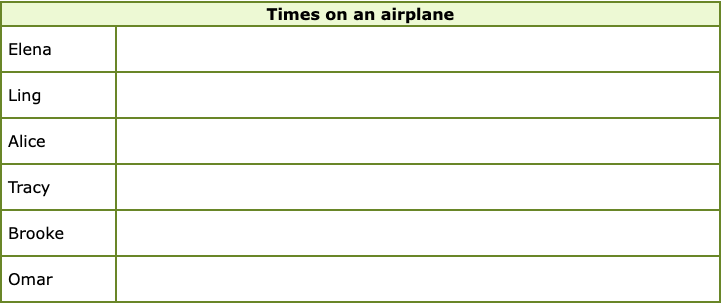 Times on an airplane
Elena
Ling
Alice
Tracy
Brooke
Omar